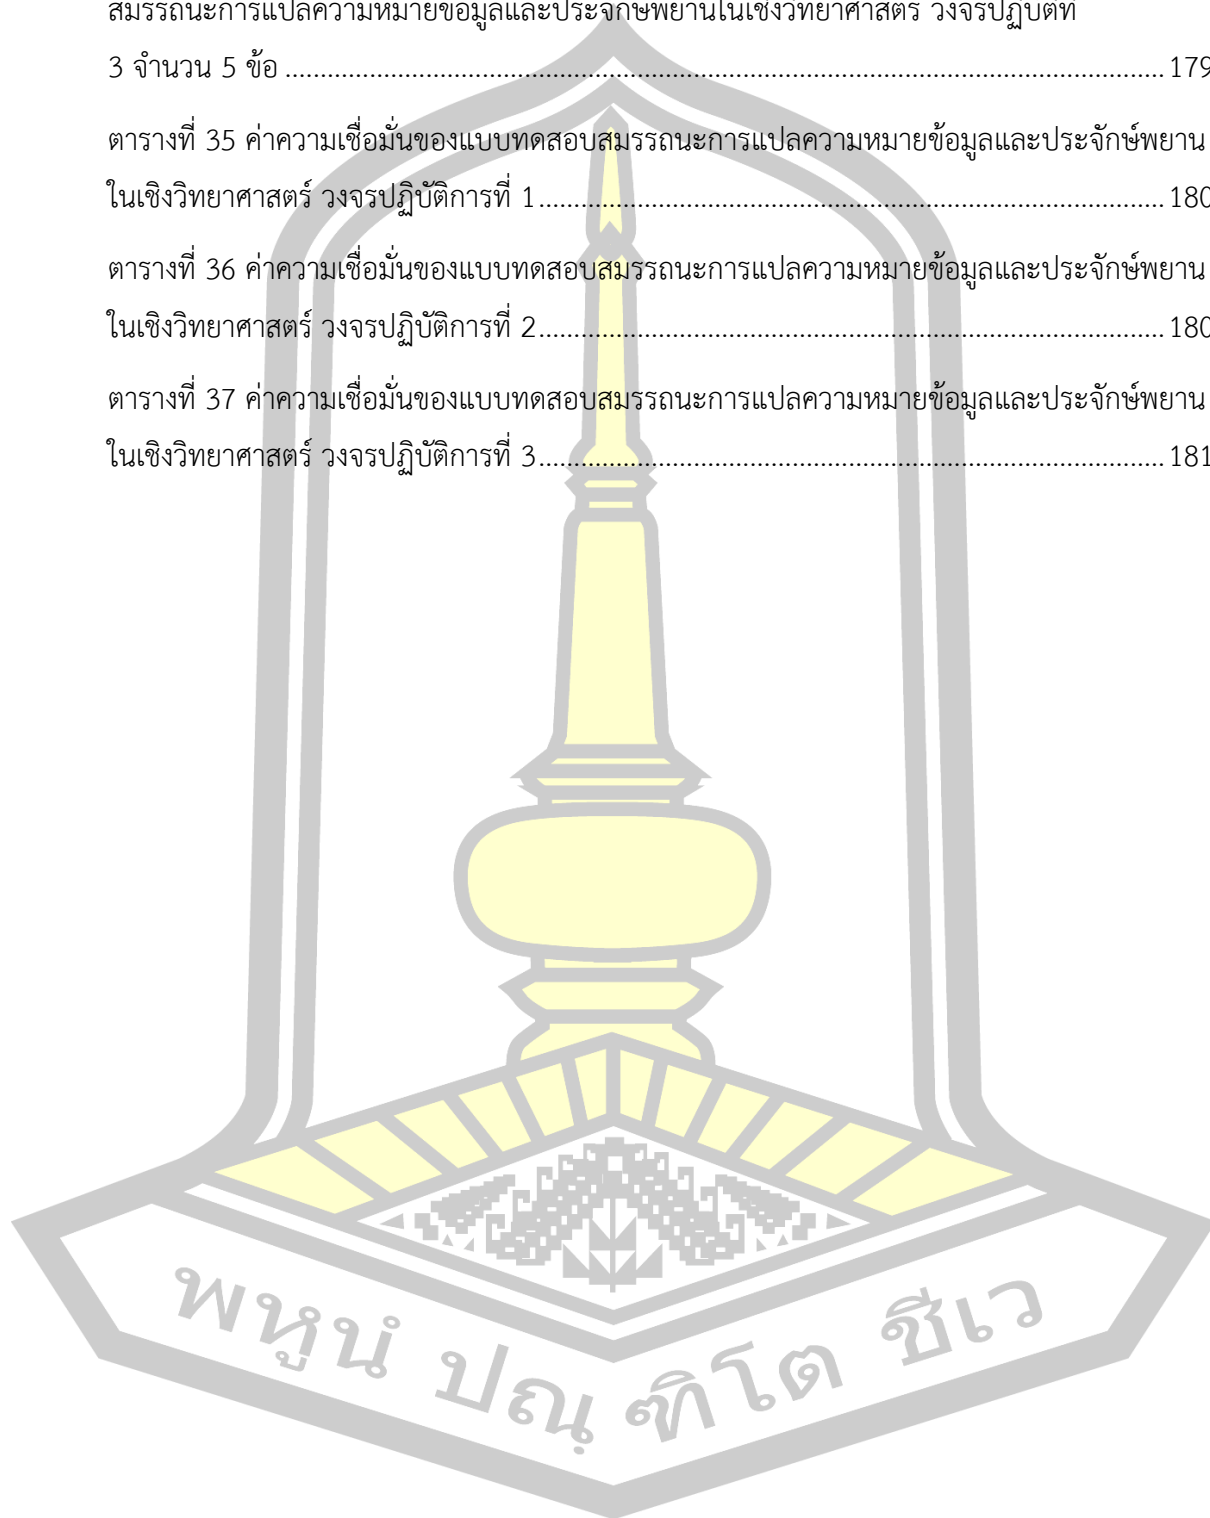 สมรรถนะการแปลความหมายข้อมูลและประจักษ์พยานในเชิงวิทยาศาสตร์ วงจรปฏิบัติที่
3 จำนวน 5 ข้อ ........................................................................................................ 179
ตารางที่ 35 ค่าความเชื่อมั่นของแบบทดสอบสมรรถนะการแปลความหมายข้อมูลและประจักษ์พยาน
ในเชิงวิทยาศาสตร์ วงจรปฏิบัติการที่ 1 .......................................................................... 180
ตารางที่ 36 ค่าความเชื่อมั่นของแบบทดสอบสมรรถนะการแปลความหมายข้อมูลและประจักษ์พยาน
ในเชิงวิทยาศาสตร์ วงจรปฏิบัติการที่ 2 .......................................................................... 180
ตารางที่ 37 ค่าความเชื่อมั่นของแบบทดสอบสมรรถนะการแปลความหมายข้อมูลและประจักษ์พยาน
ในเชิงวิทยาศาสตร์ วงจรปฏิบัติการที่ 3 .......................................................................... 181
พหูนํ ปณฺฑิโต ชีเว